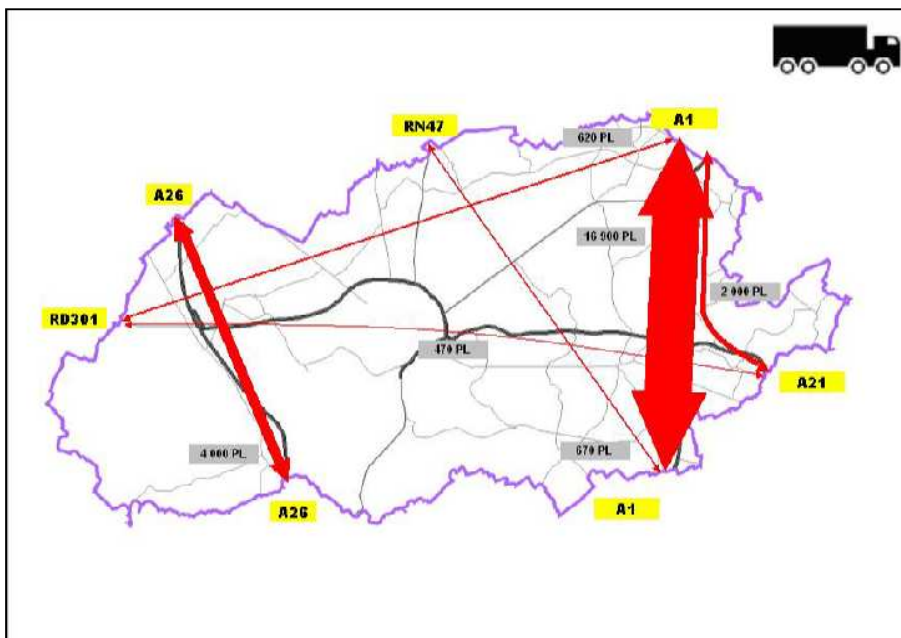 A1
RN47
620 PL
A26
16 900 PL
2 000 PL
RD301
470 PL
A21
4 000 PL
670 PL
A26
A1